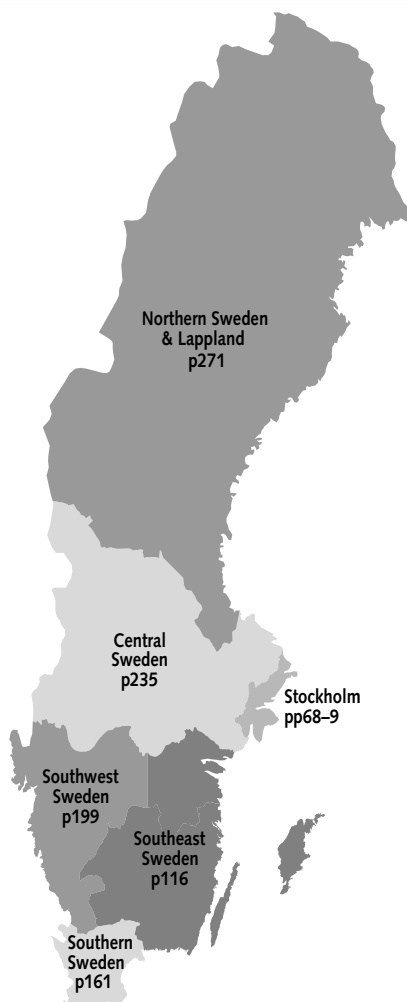 Northern Sweden
& Lappland
p271
Central
Sweden
p235
Stockholm
pp68–9
Southwest
Sweden
p199
Southeast
Sweden
p116
Southern
Sweden
p161